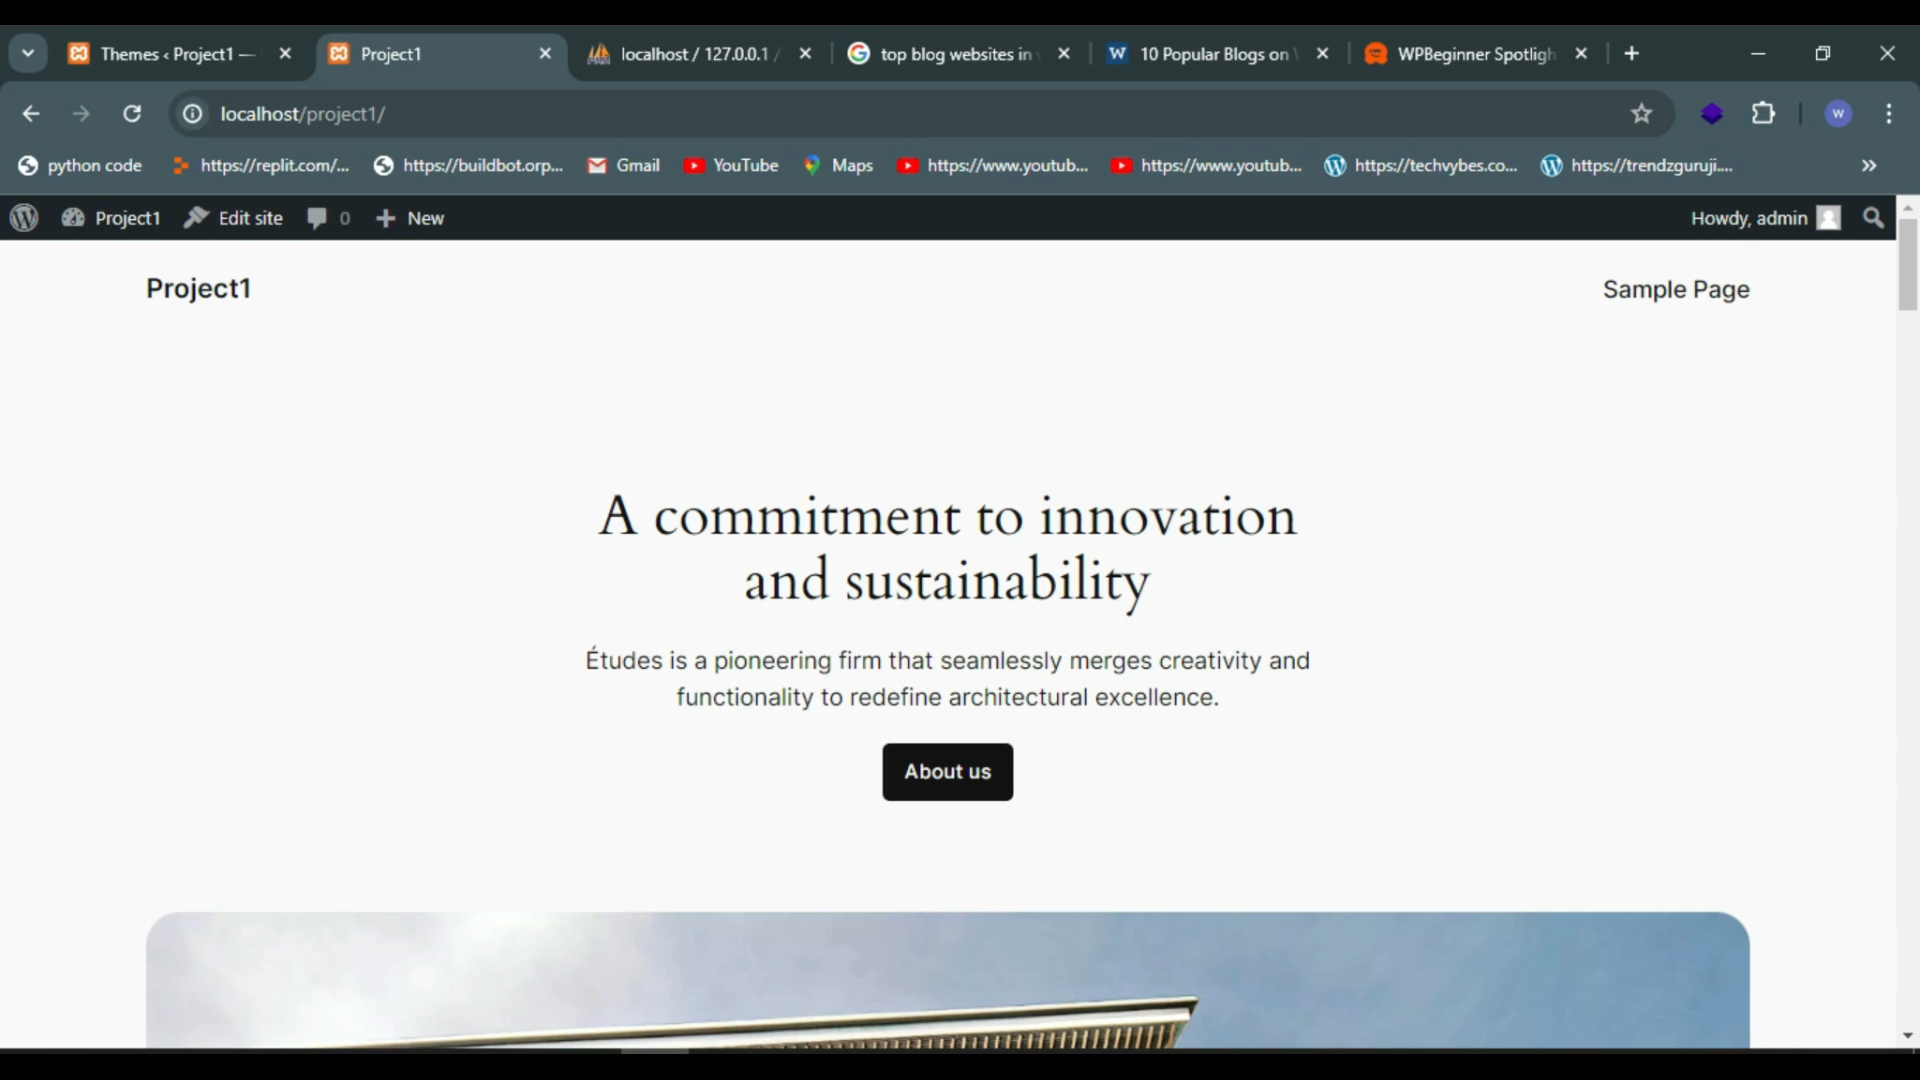 Themes ‹ Project1 —
Project1
localhost / 127.0.0.1 /
top blog websites in
10 Popular Blogs on
WPBeginner Spotligh
localhost/project1/
W
python code
https://replit.com/...
https://buildbot.orp...
Gmail
YouTube
Maps
https://www.youtub...
https://www.youtub...
https://techvybes.co...
https://trendzguruji....
»
Project1
Edit site
0
New
Howdy, admin
Project1
Sample Page
A commitment to innovation
and sustainability
Études is a pioneering firm that seamlessly merges creativity and
functionality to redefine architectural excellence.
About us